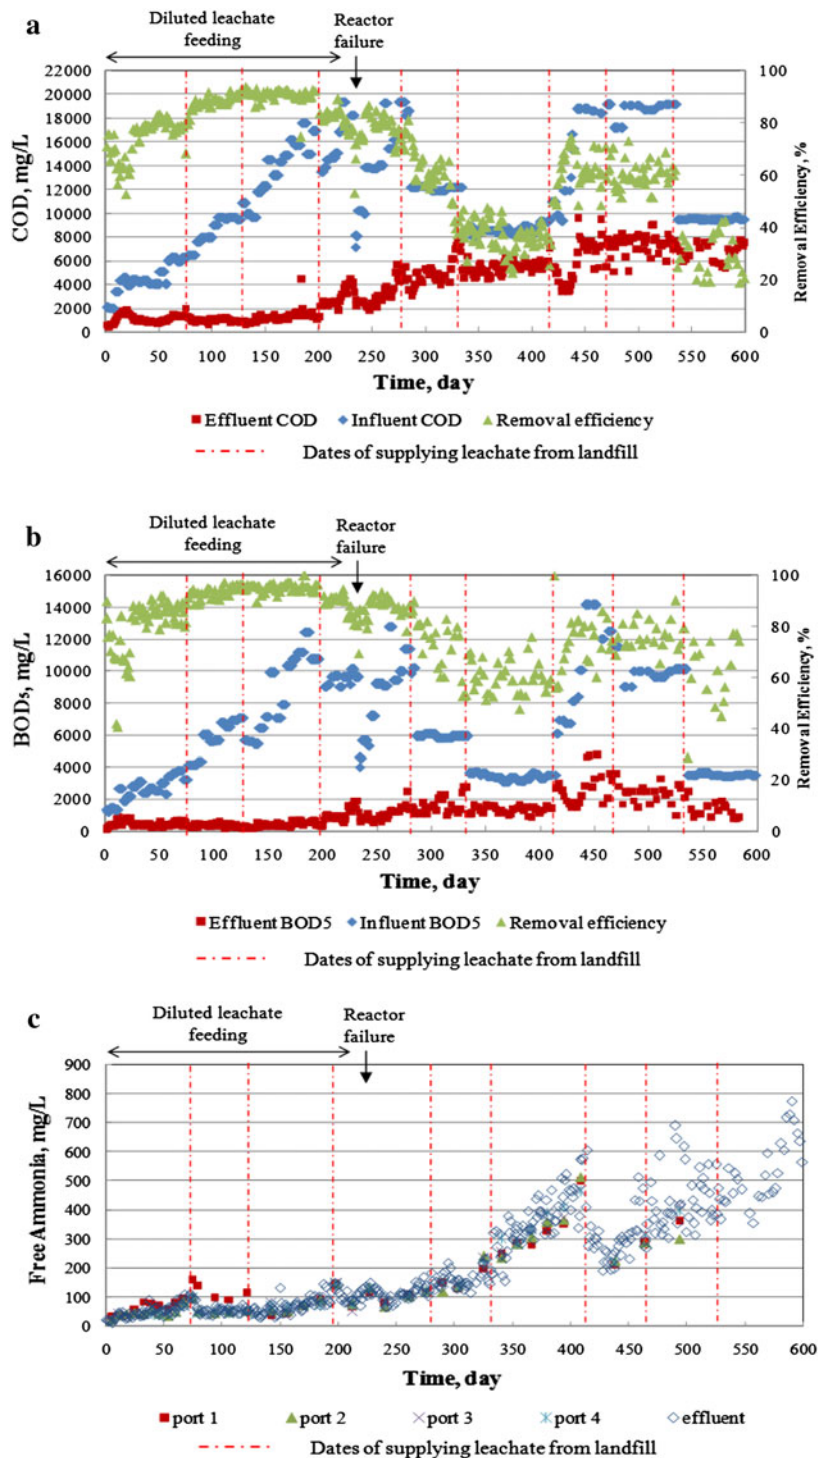 a
Diluted leachate
feeding
Reactor
failure
22000
20000
18000
16000
14000
12000
10000
8000
6000
4000
2000
0
COD, mg/L
100
80
60
40
20
0
Removal Efficiency, %
0 50 100 150 200 250 300 350 400 450 500 550 600
Time, day
Effluent COD Influent COD Removal efficiency
Dates of supplying leachate from landfill
b
Diluted leachate
feeding
Reactor
failure
16000
14000
12000
10000
8000
6000
4000
2000
0
BOD5, mg/L
100
80
60
40
20
0
Removal Efficiency, %
0 50 100 150 200 250 300 350 400 450 500 550 600
Time, day
Effluent BOD5 Influent BOD5 Removal efficiency
Dates of supplying leachate from landfill
c
Diluted leachate
feeding
Reactor
failure
900
800
700
600
500
400
300
200
100
0
Free Ammonia, mg/L
0 50 100 150 200 250 300 350 400 450 500 550 600
Time, day
port 1 port 2 port 3 port 4 effluent
Dates of supplying leachate from landfill